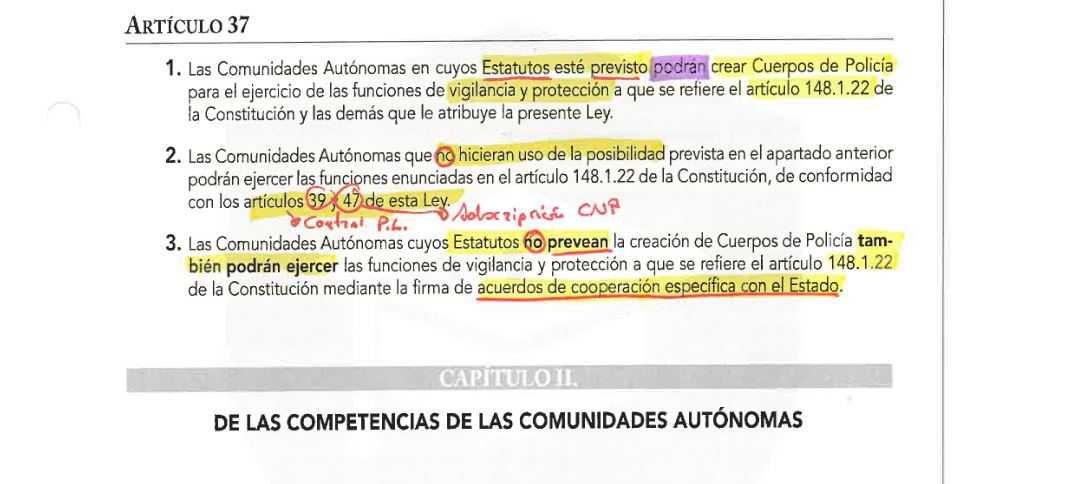 ARTÍCULO 37
1. Las Comunidades Autónomas en cuyos Estatutos esté previsto podrán crear Cuerpos de Policía
para el ejercicio de las funciones de vigilancia y protección a que se refiere el artículo 148.1.22 de
la Constitución y las demás que le atribuye la presente Ley.
2. Las Comunidades Autónomas que no hicieran uso de la posibilidad prevista en el apartado anterior
podrán ejercer las funciones enunciadas en el artículo 148.1.22 de la Constitución, de conformidad
con los artículos 39 y 47 de esta Ley.
Control P.L. Adscripción CNP
3. Las Comunidades Autónomas cuyos Estatutos no prevean la creación de Cuerpos de Policía tam-
bién podrán ejercer las funciones de vigilancia y protección a que se refiere el artículo 148.1.22
de la Constitución mediante la firma de acuerdos de cooperación específica con el Estado.
CAPÍTULO II.
DE LAS COMPETENCIAS DE LAS COMUNIDADES AUTÓNOMAS